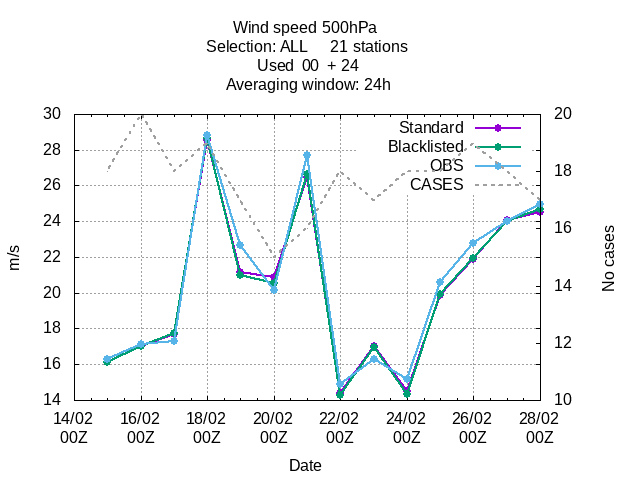 Wind speed 500hPa
Selection: ALL     21 stations
Used  00  + 24
Averaging window: 24h
30
28
26
24
22
20
18
16
14
20
18
16
14
12
10
Standard
Blacklisted
OBS
CASES
m/s
No cases
14/02 16/02 18/02 20/02 22/02 24/02 26/02 28/02
00Z 00Z 00Z 00Z 00Z 00Z 00Z 00Z
Date